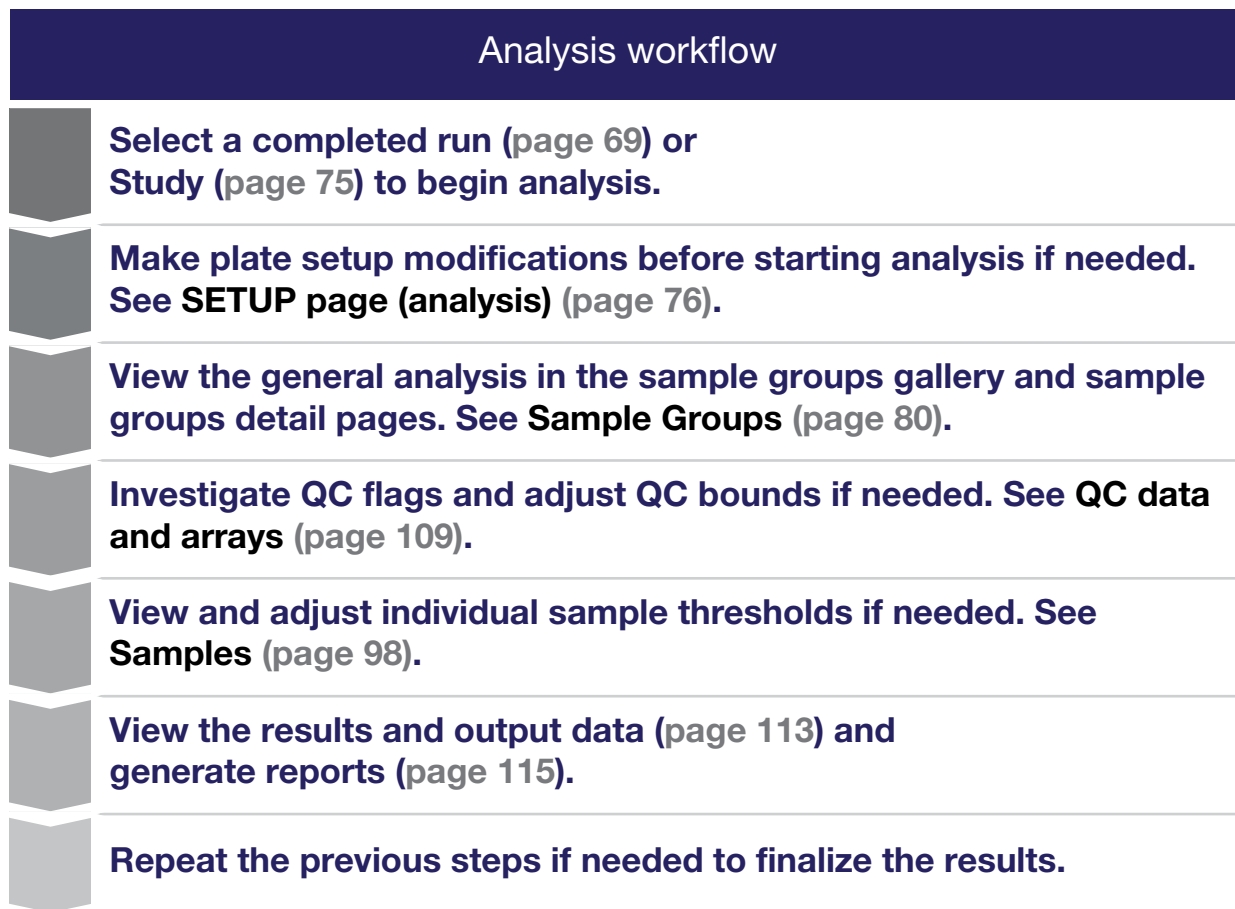 Analysis workflow
Select a completed run (page 69) or
Study (page 75) to begin analysis.
Make plate setup modifications before starting analysis if needed.
See SETUP page (analysis) (page 76).
View the general analysis in the sample groups gallery and sample
groups detail pages. See Sample Groups (page 80).
Investigate QC flags and adjust QC bounds if needed. See QC data
and arrays (page 109).
View and adjust individual sample thresholds if needed. See
Samples (page 98).
View the results and output data (page 113) and
generate reports (page 115).
Repeat the previous steps if needed to finalize the results.